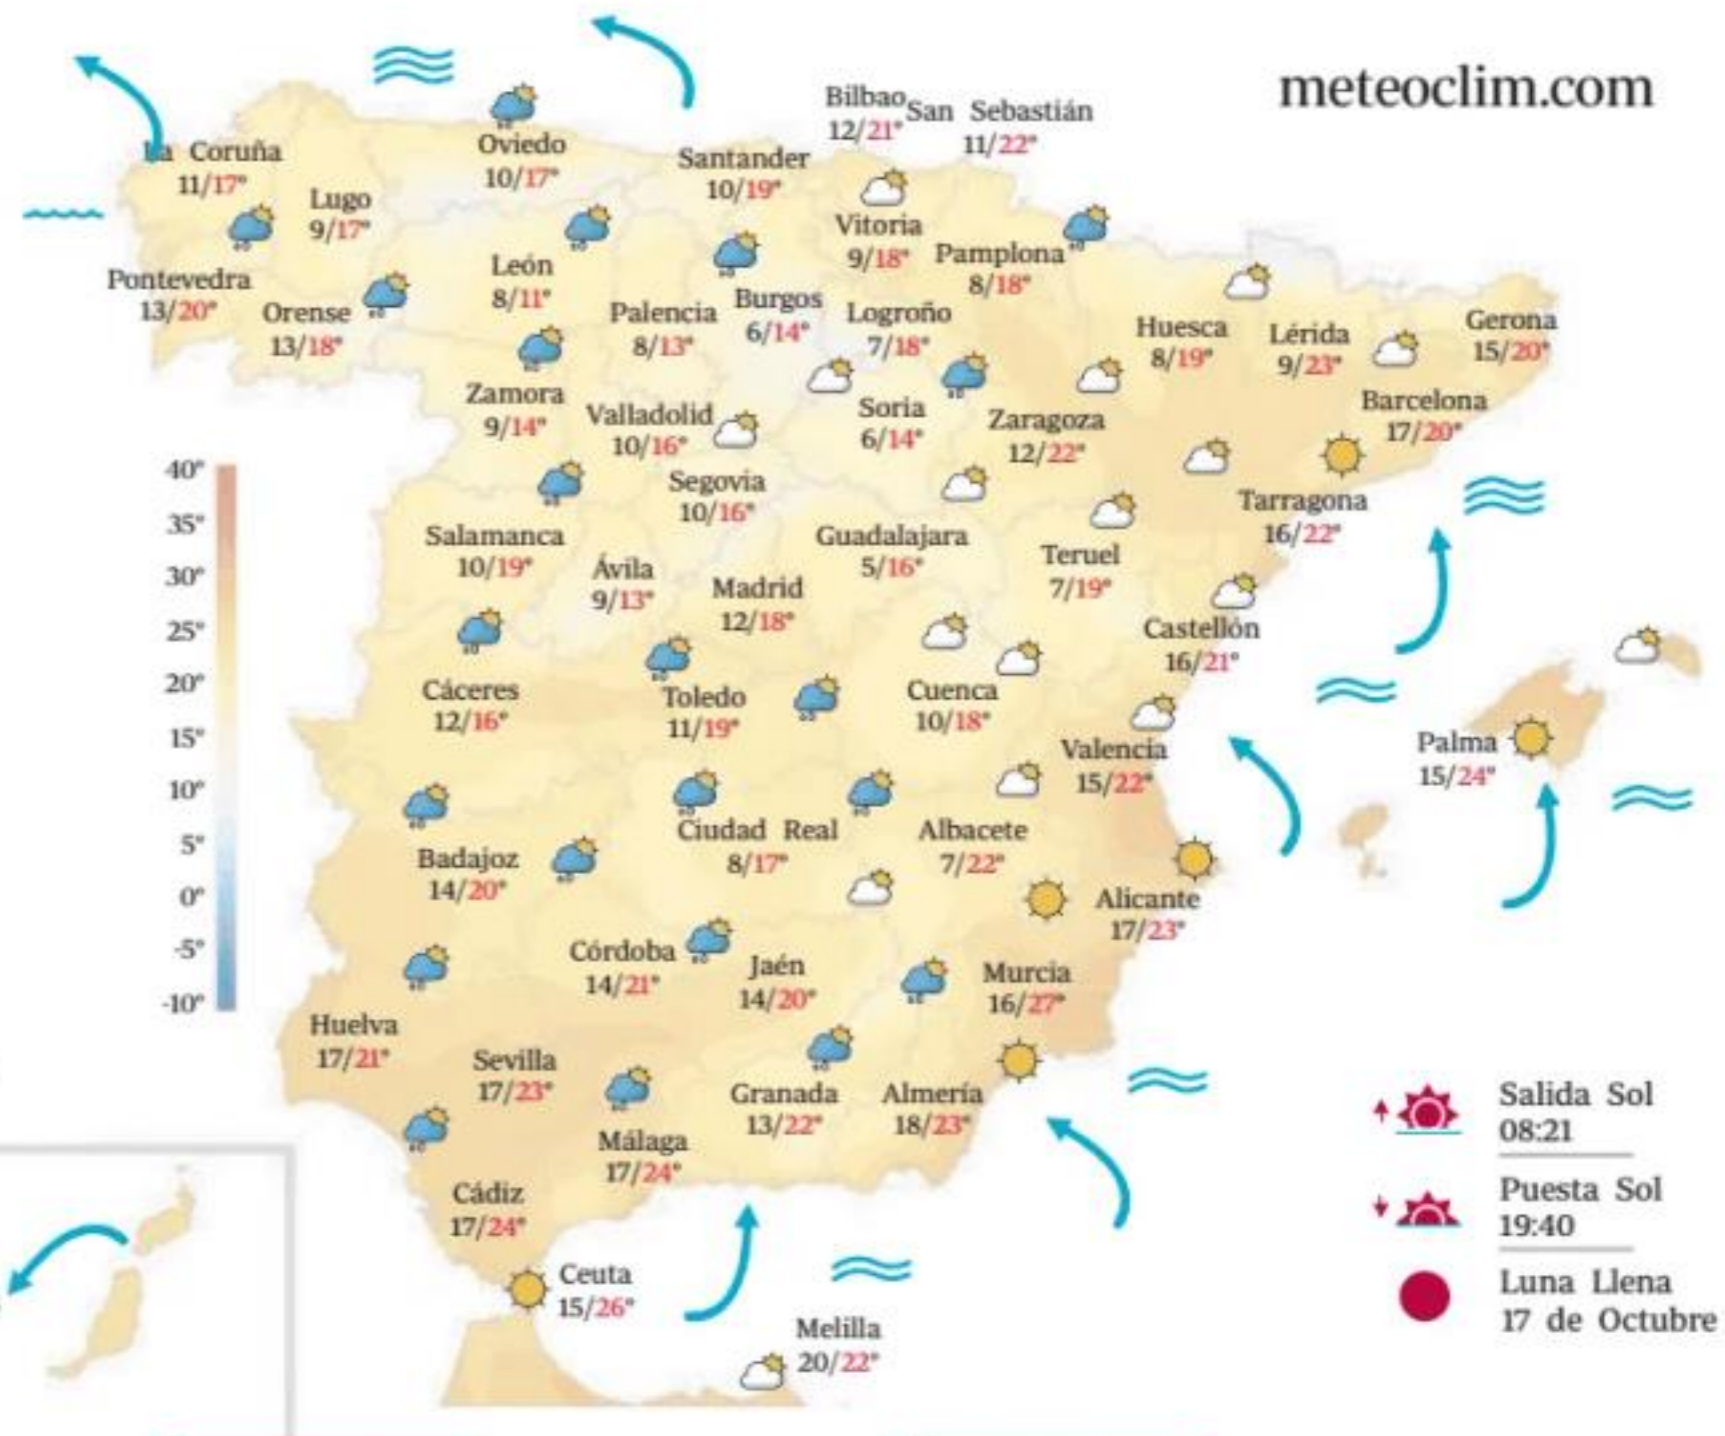 meteoclim.com
Bilbao
12/21°
San Sebastián
11/22°
La Coruña
11/17°
Oviedo
10/17°
Santander
10/19°
Lugo
9/17°
Vitoria
9/18°
Pamplona
8/18°
Pontevedra
13/20°
León
8/11°
Orense
13/18°
Palencia
8/13°
Burgos
6/14°
Logroño
7/18°
Huesca
8/19°
Lérida
9/23°
Gerona
15/20°
Zamora
9/14°
Valladolid
10/16°
Soria
6/14°
Zaragoza
12/22°
Barcelona
17/20°
Segovia
10/16°
Tarragona
16/22°
Salamanca
10/19°
Ávila
9/13°
Madrid
12/18°
Guadalajara
5/16°
Teruel
7/19°
Castellón
16/21°
Cáceres
12/16°
Toledo
11/19°
Cuenca
10/18°
Valencia
15/22°
Palma
15/24°
Badajoz
14/20°
Ciudad Real
8/17°
Albacete
7/22°
Alicante
17/23°
Córdoba
14/21°
Jaén
14/20°
Murcia
16/27°
Huelva
17/21°
Sevilla
17/23°
Granada
13/22°
Almería
18/23°
Málaga
17/24°
Cádiz
17/24°
Ceuta
15/26°
Melilla
20/22°
40°
35°
30°
25°
20°
15°
10°
5°
0°
-5°
-10°
Salida Sol
08:21
Puesta Sol
19:40
Luna Llena
17 de Octubre